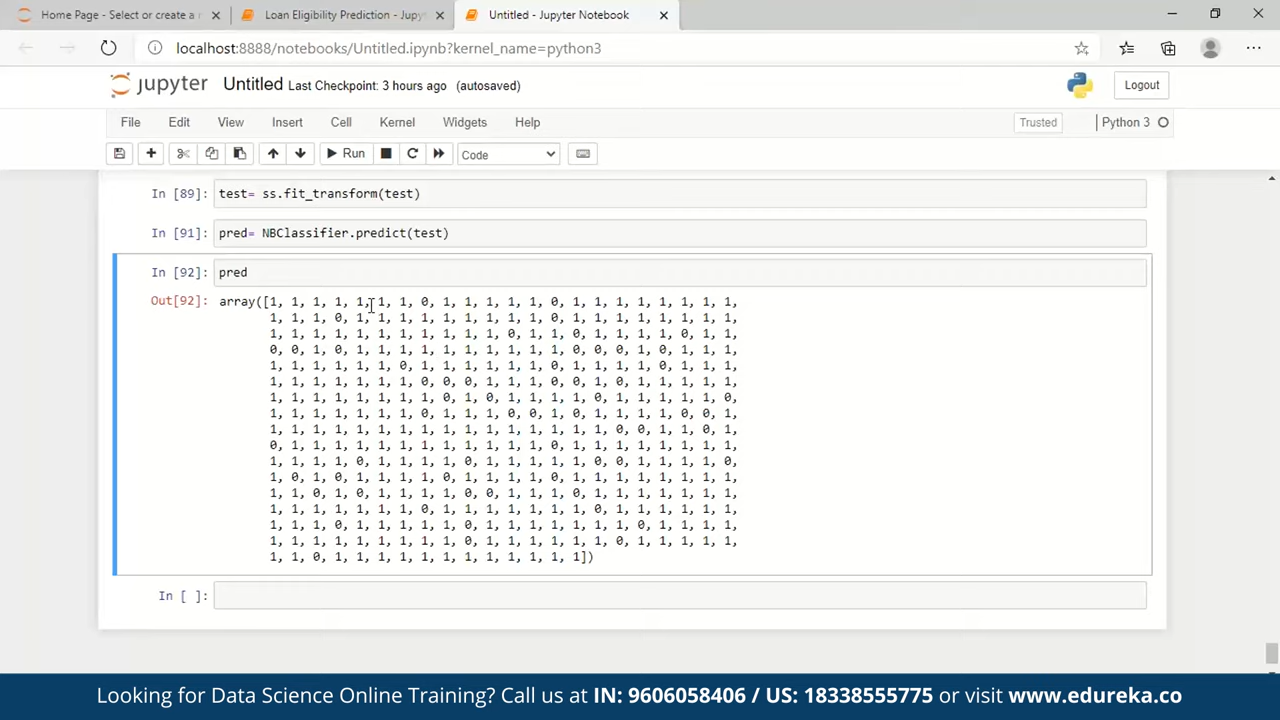 Home Page - Select or create a r
Loan Eligibility Prediction - Jupyt
Untitled - Jupyter Notebook
localhost:8888/notebooks/Untitled.ipynb?kernel_name=python3
jupyter Untitled Last Checkpoint: 3 hours ago (autosaved)
Logout
File Edit View Insert Cell Kernel Widgets Help
Trusted
Python 3
Run
Code
In [89]: test= ss.fit_transform(test)
In [91]: pred= NBClassifier.predict(test)
In [92]: pred
Out[92]: array([1, 1, 1, 1, 1, 1, 1, 0, 1, 1, 1, 1, 1, 0, 1, 1, 1, 1, 1, 1, 1, 1,
1, 1, 1, 0, 1, 1, 1, 1, 1, 1, 1, 1, 1, 0, 1, 1, 1, 1, 1, 1, 1, 1,
1, 1, 1, 1, 1, 1, 1, 1, 1, 1, 1, 0, 1, 1, 0, 1, 1, 1, 1, 0, 1, 1,
0, 0, 1, 0, 1, 1, 1, 1, 1, 1, 1, 1, 1, 1, 0, 0, 0, 1, 0, 1, 1, 1,
1, 1, 1, 1, 1, 1, 0, 1, 1, 1, 1, 1, 1, 0, 1, 1, 1, 1, 0, 1, 1, 1,
1, 1, 1, 1, 1, 1, 1, 0, 0, 0, 1, 1, 1, 0, 0, 1, 0, 1, 1, 1, 1, 1,
1, 1, 1, 1, 1, 1, 1, 1, 0, 1, 0, 1, 1, 1, 1, 0, 1, 1, 1, 1, 1, 0,
1, 1, 1, 1, 1, 1, 1, 0, 1, 1, 1, 0, 0, 1, 0, 1, 1, 1, 1, 0, 0, 1,
1, 1, 1, 1, 1, 1, 1, 1, 1, 1, 1, 1, 1, 1, 1, 1, 0, 0, 1, 1, 0, 1,
0, 1, 1, 1, 1, 1, 1, 1, 1, 1, 1, 1, 1, 0, 1, 1, 1, 1, 1, 1, 1, 1,
1, 1, 1, 1, 0, 1, 1, 1, 1, 0, 1, 1, 1, 1, 1, 0, 0, 1, 1, 1, 1, 0,
1, 0, 1, 0, 1, 1, 1, 1, 0, 1, 1, 1, 1, 0, 1, 1, 1, 1, 1, 1, 1, 1,
1, 1, 0, 1, 0, 1, 1, 1, 1, 0, 0, 1, 1, 1, 0, 1, 1, 1, 1, 1, 1, 1,
1, 1, 1, 1, 1, 1, 1, 0, 1, 1, 1, 1, 1, 1, 1, 0, 1, 1, 1, 1, 1, 1,
1, 1, 1, 0, 1, 1, 1, 1, 1, 0, 1, 1, 1, 1, 1, 1, 1, 0, 1, 1, 1, 1,
1, 1, 1, 1, 1, 1, 1, 1, 1, 0, 1, 1, 1, 1, 1, 1, 0, 1, 1, 1, 1, 1,
1, 1, 0, 1, 1, 1, 1, 1, 1, 1, 1, 1, 1, 1, 1])
In [ ]:
Looking for Data Science Online Training? Call us at IN: 9606058406 / US: 18338555775 or visit www.edureka.co